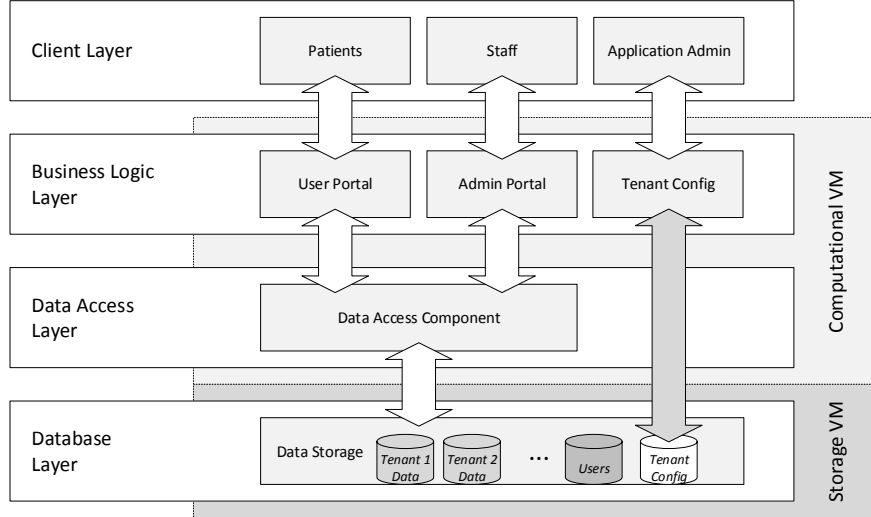 Client Layer
Patients
Staff
Application Admin
Business Logic
Layer
User Portal
Admin Portal
Tenant Config
Computational VM
Data Access
Layer
Data Access Component
Database
Layer
Data Storage
Tenant 1
Data
Tenant 2
Data
...
Users
Tenant
Config
Storage VM